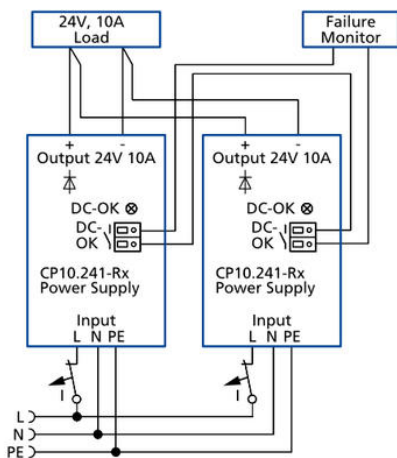 24V, 10A
Load
Failure
Monitor
+ -
Output 24V 10A
DC-OK
DC-
OK
CP10.241-Rx
Power Supply
Input
L N PE
I
+ -
Output 24V 10A
DC-OK
DC-
OK
CP10.241-Rx
Power Supply
Input
L N PE
I
L
N
PE